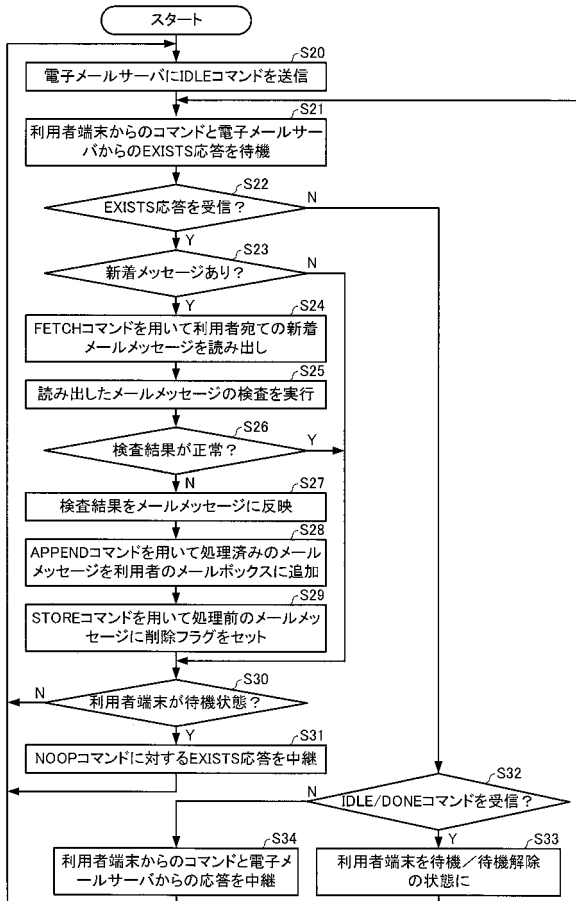 スタート
S20
電子メールサーバにIDLEコマンドを送信
S21
利用者端末からのコマンドと電子メールサー
バからのEXISTS応答を待機
S22
EXISTS応答を受信？
N
Y
S23
新着メッセージあり？
N
Y
S24
FETCHコマンドを用いて利用者宛ての新着
メールメッセージを読み出し
S25
読み出したメールメッセージの検査を実行
S26
検査結果が正常？
Y
N
S27
検査結果をメールメッセージに反映
S28
APPENDコマンドを用いて処理済みのメール
メッセージを利用者のメールボックスに追加
S29
STOREコマンドを用いて処理前のメールメッ
セージに削除フラグをセット
S30
N
利用者端末が待機状態？
Y
S31
NOOPコマンドに対するEXISTS応答を中継
S32
N
IDLE/DONEコマンドを受信？
Y
S34
利用者端末からのコマンドと電子メ
ールサーバからの応答を中継
S33
利用者端末を待機／待機解除
の状態に